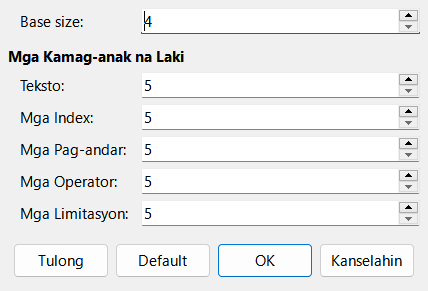 Base size: 4
Mga Kamag-anak na Laki
Teksto: 5
Mga Index: 5
Mga Pag-andar: 5
Mga Operator: 5
Mga Limitasyon: 5
Tulong Default OK Kanselahin